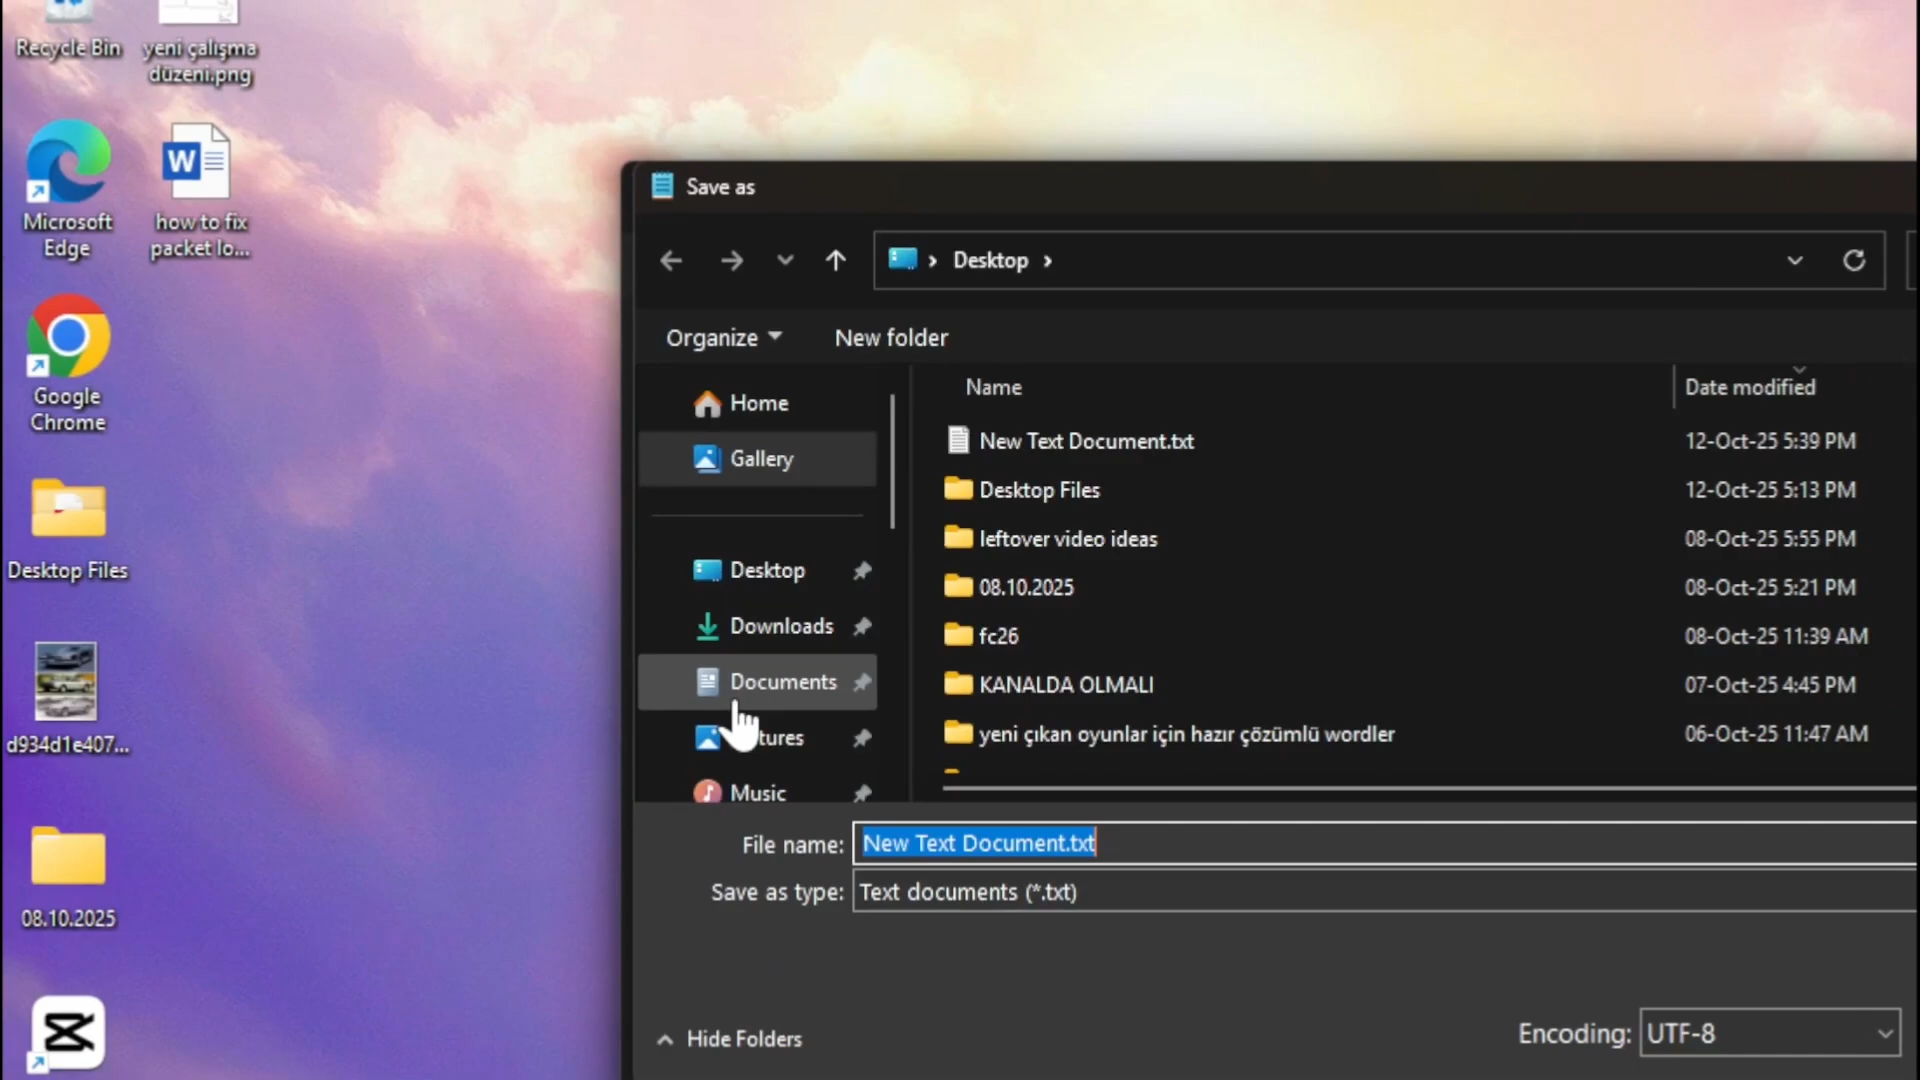 Recycle Bin
yeni çalışma
düzeni.png
Microsoft
Edge
W
how to fix
packet lo...
Google
Chrome
Desktop Files
d934d1e407...
08.10.2025
Save as
Desktop
Organize
New folder
Home
Gallery
Desktop
Downloads
Documents
tures
Music
Name
Date modified
New Text Document.txt
12-Oct-25 5:39 PM
Desktop Files
12-Oct-25 5:13 PM
leftover video ideas
08-Oct-25 5:55 PM
08.10.2025
08-Oct-25 5:21 PM
fc26
08-Oct-25 11:39 AM
KANALDA OLMALI
07-Oct-25 4:45 PM
yeni çıkan oyunlar için hazır çözümlü wordler
06-Oct-25 11:47 AM
File name: New Text Document.txt
Save as type: Text documents (*.txt)
Hide Folders
Encoding: UTF-8